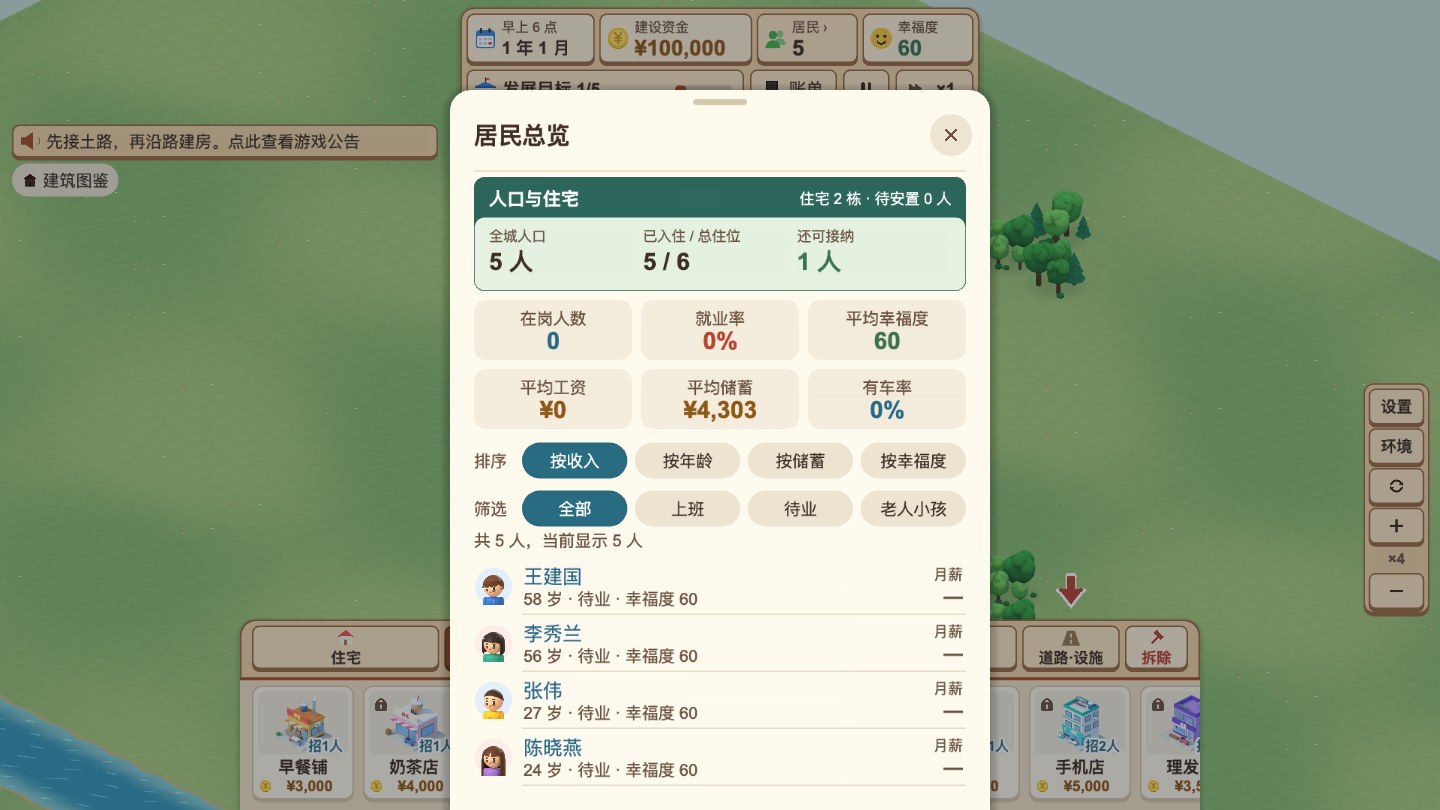 早上 6 点
1 年 1 月
建设资金
¥100,000
居民 ›
5
幸福度
60
发展目标 1/5
账单
×1
先接土路，再沿路建房。点此查看游戏公告
建筑图鉴
居民总览
人口与住宅
住宅 2 栋 · 待安置 0 人
全城人口
5 人
已入住 / 总住位
5 / 6
还可接纳
1 人
在岗人数
0
就业率
0%
平均幸福度
60
平均工资
¥0
平均储蓄
¥4,303
有车率
0%
排序
按收入
按年龄
按储蓄
按幸福度
筛选
全部
上班
待业
老人小孩
共 5 人，当前显示 5 人
王建国
58 岁 · 待业 · 幸福度 60
月薪
—
李秀兰
56 岁 · 待业 · 幸福度 60
月薪
—
张伟
27 岁 · 待业 · 幸福度 60
月薪
—
陈晓燕
24 岁 · 待业 · 幸福度 60
月薪
—
设置
环境
+
×4
−
住宅
道路·设施
拆除
招1人
早餐铺
¥3,000
招1人
奶茶店
¥4,000
招2人
手机店
¥5,000